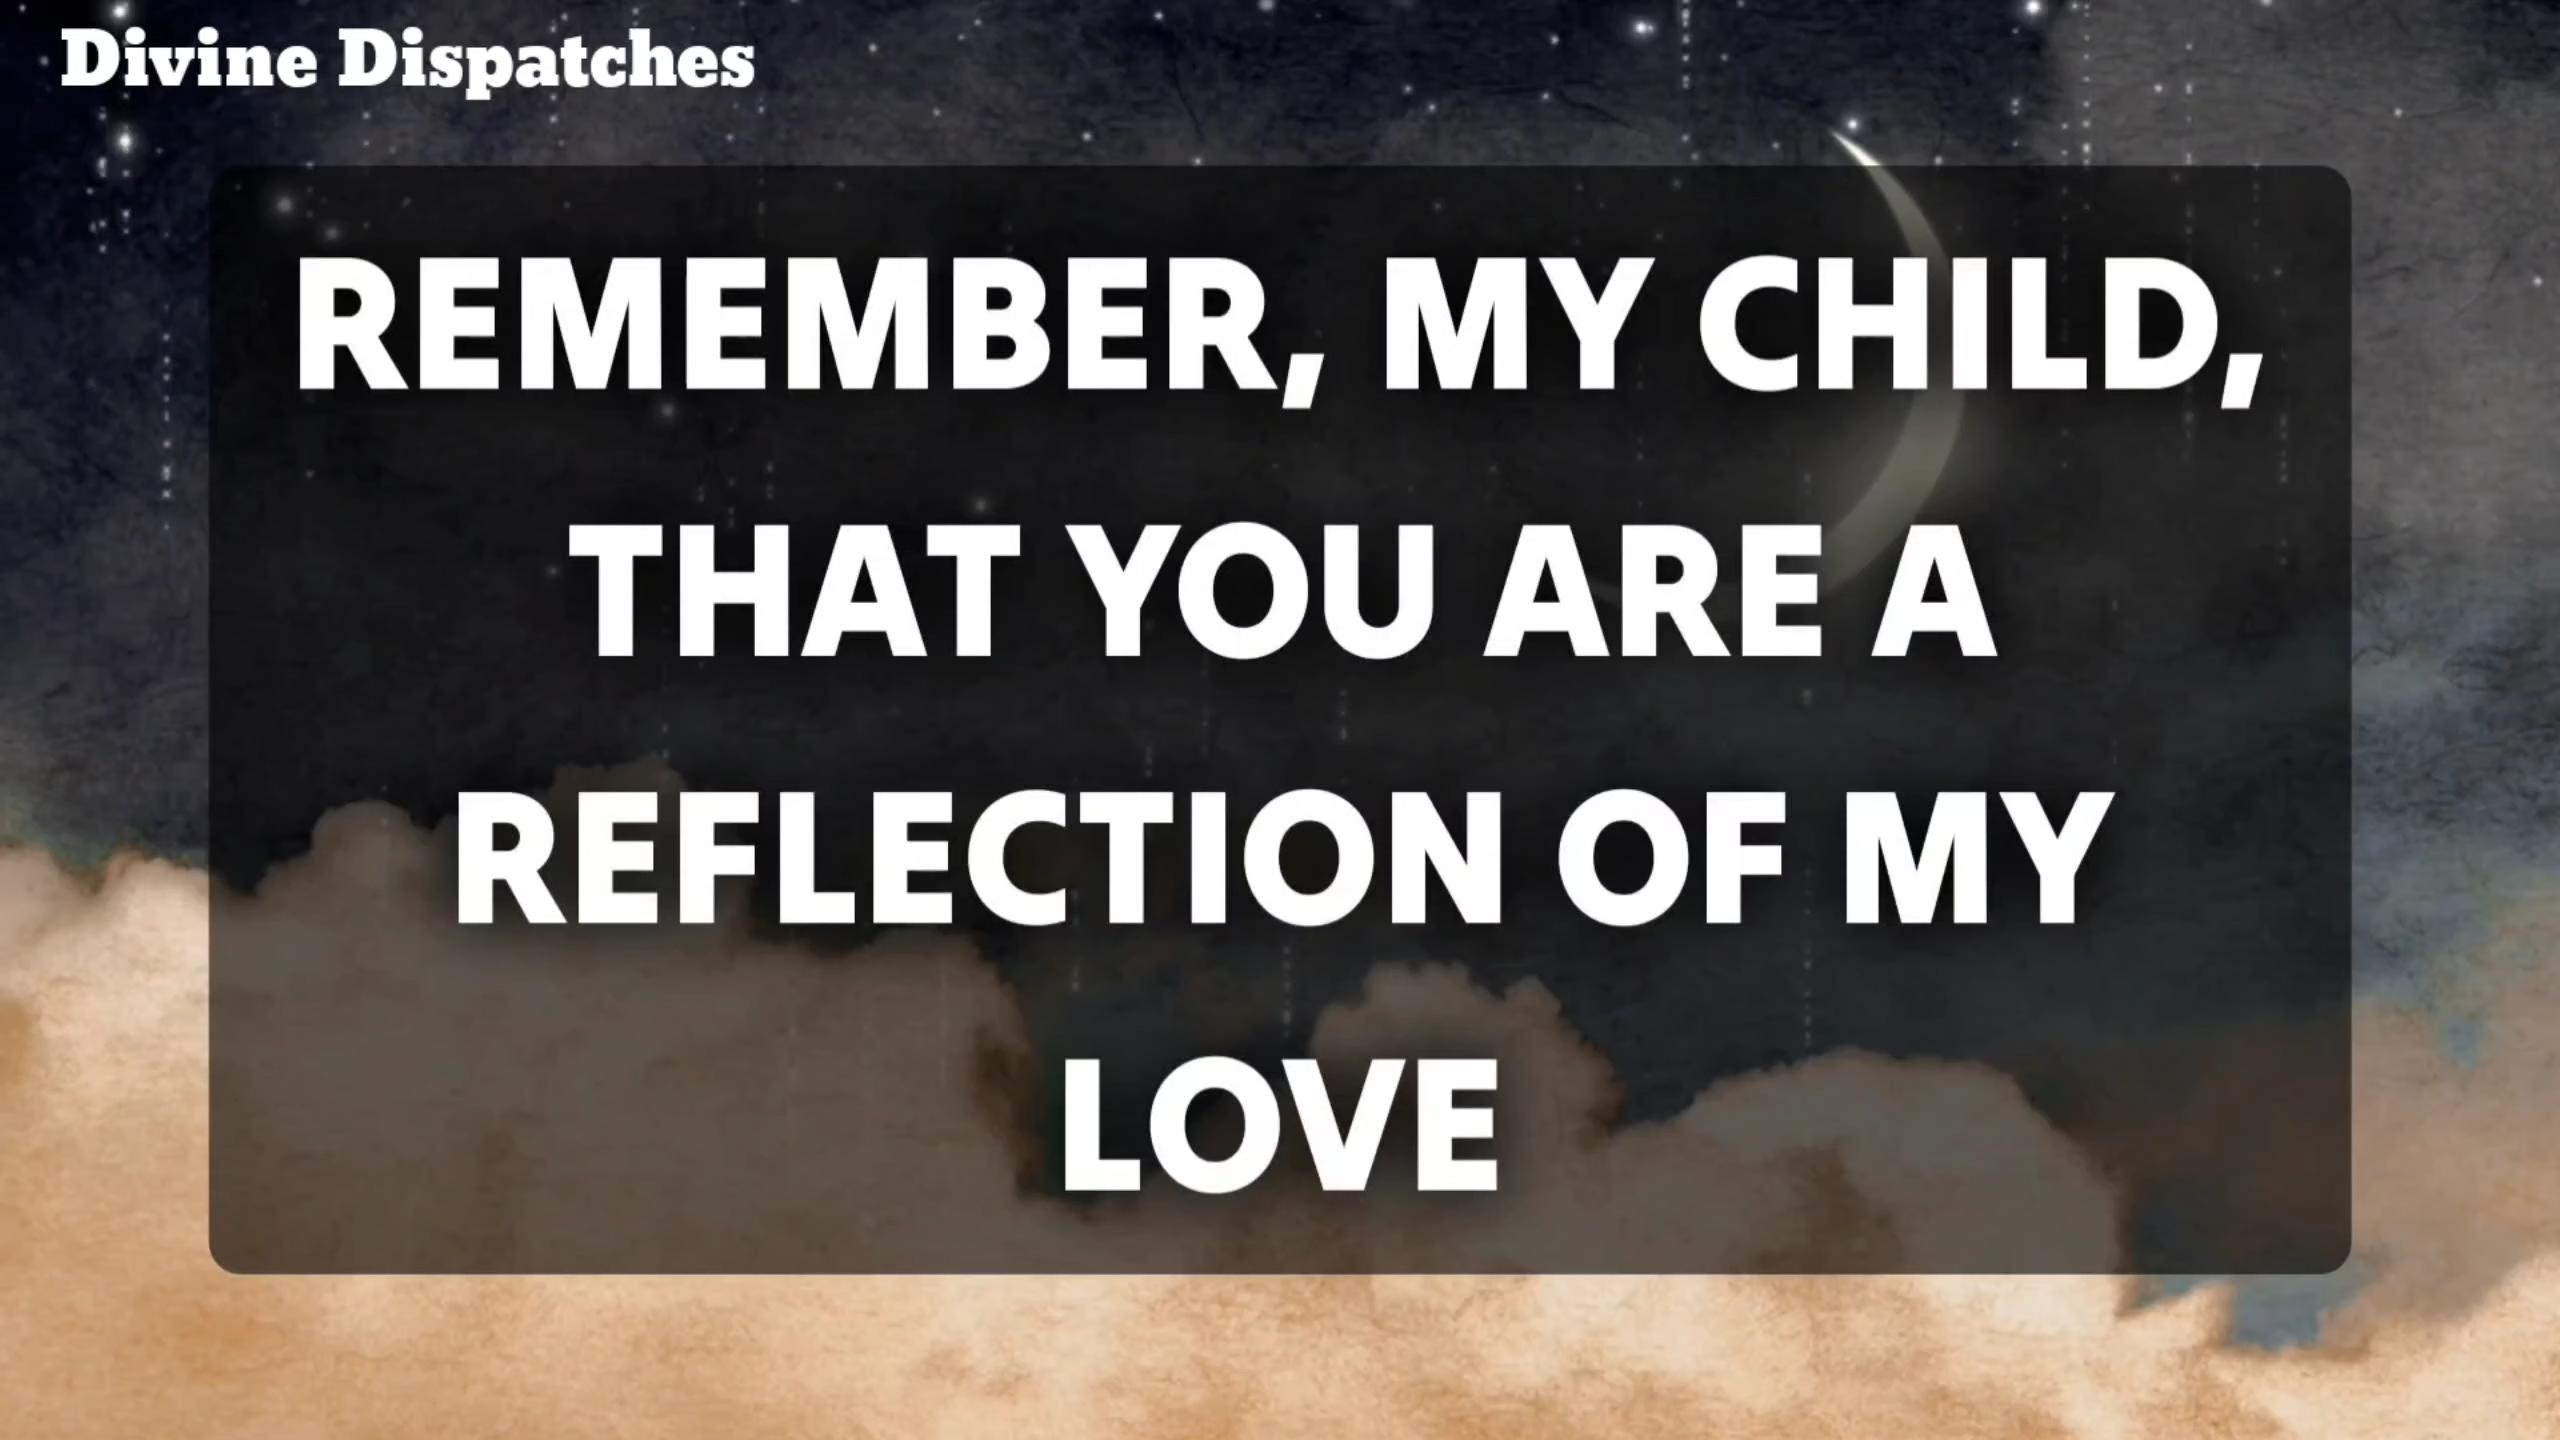 Divine Dispatches
REMEMBER, MY CHILD,
THAT YOU ARE A
REFLECTION OF MY
LOVE